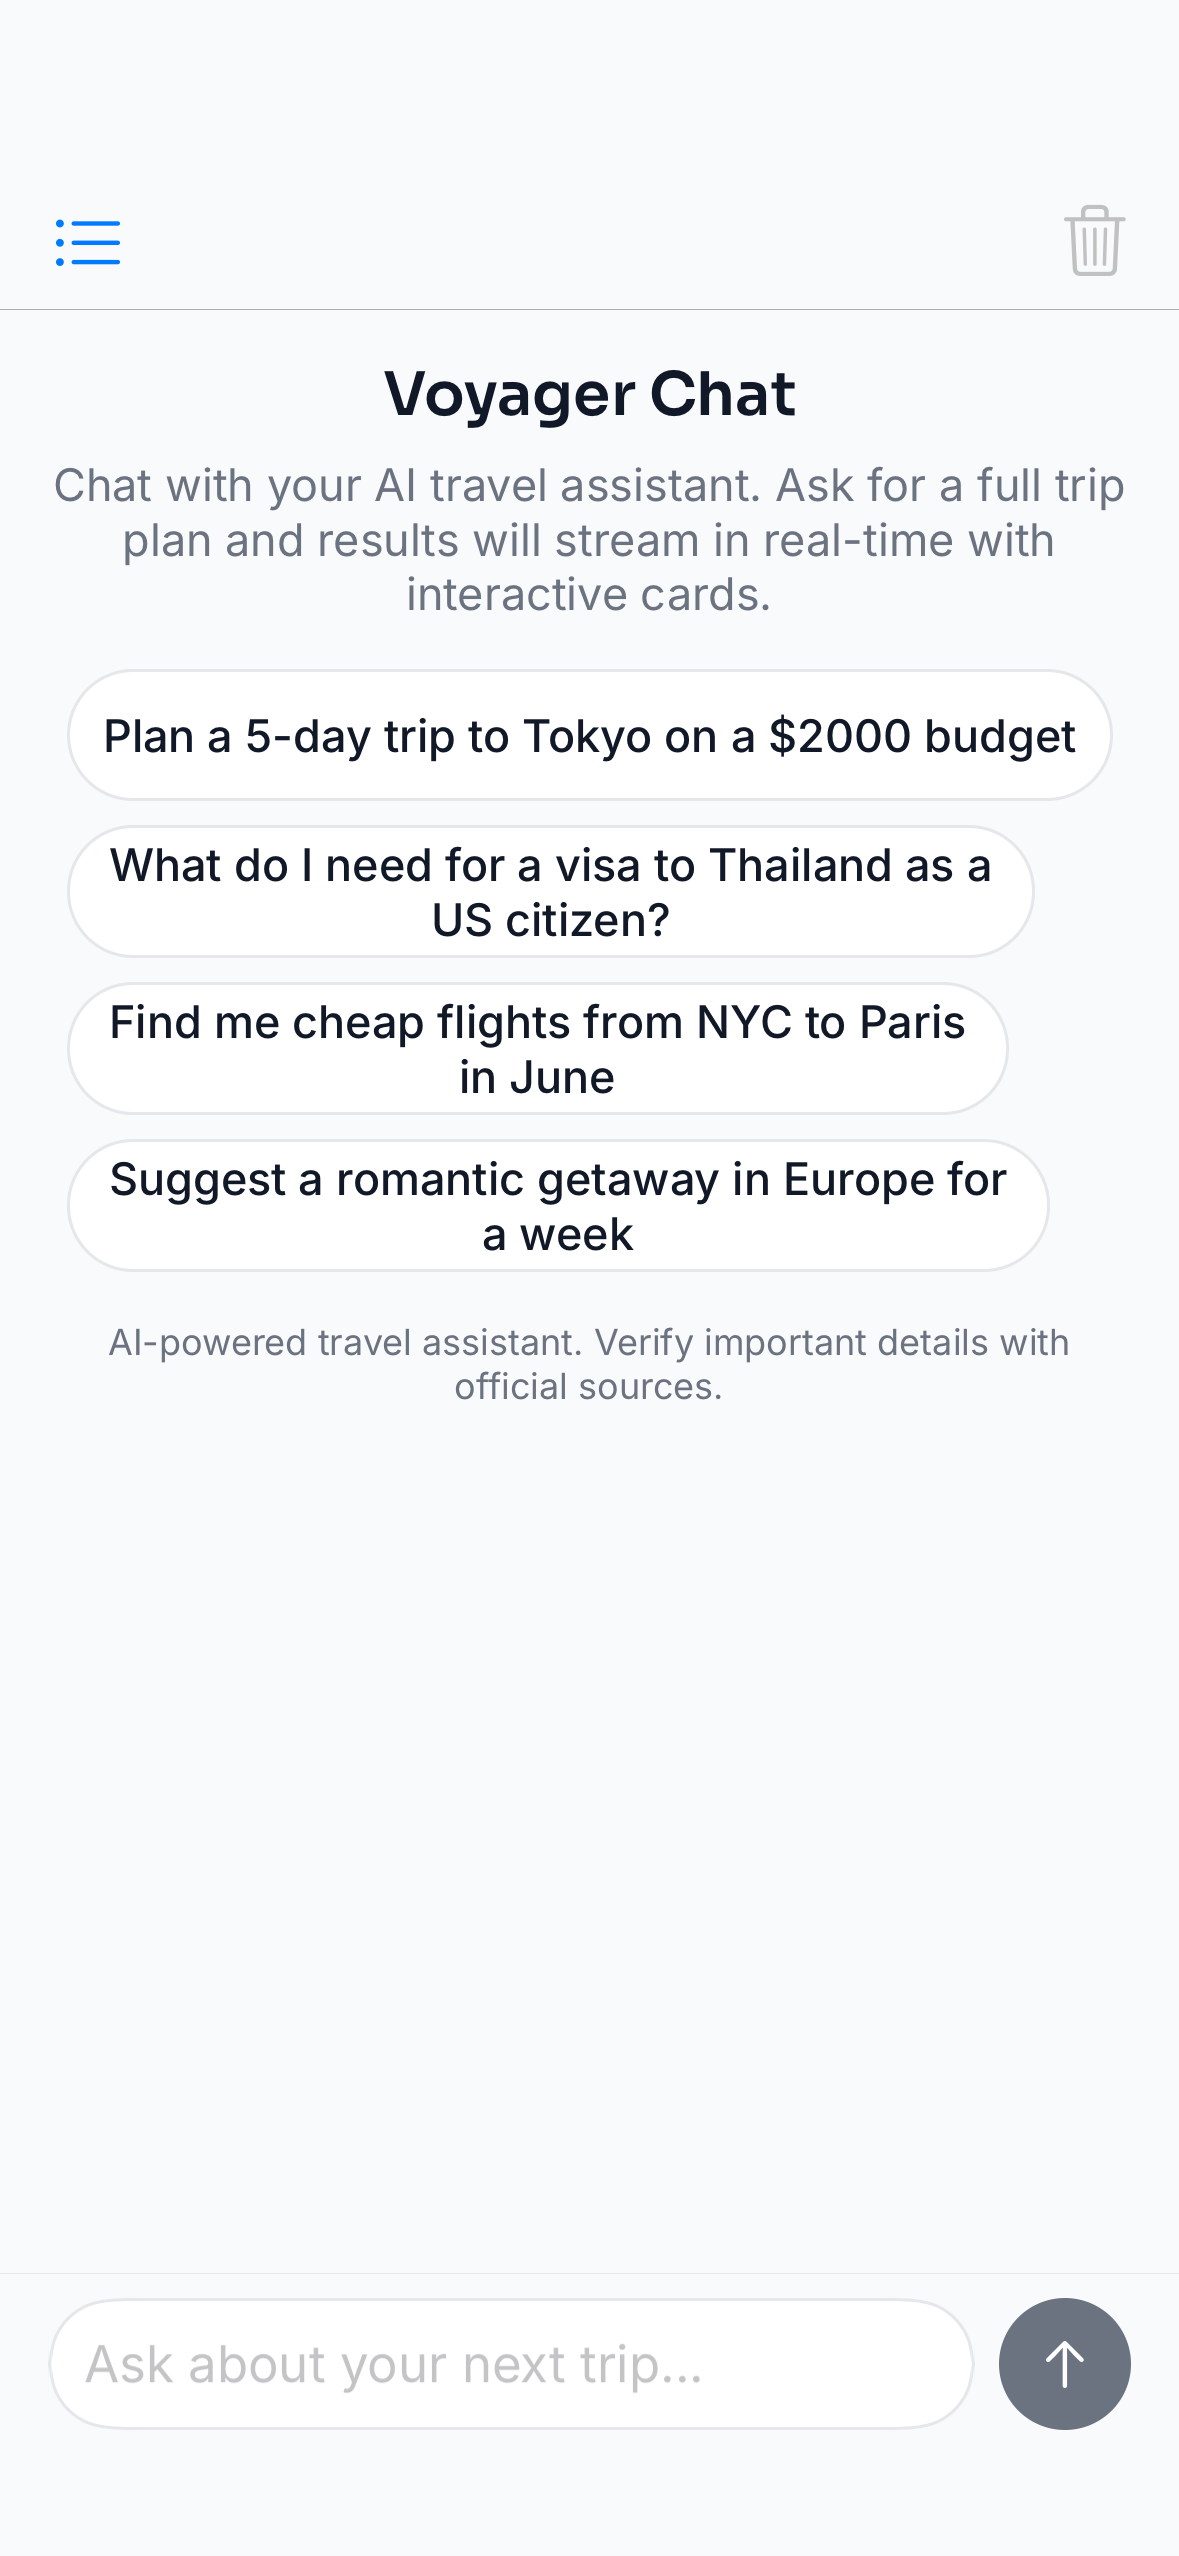 Voyager Chat
Chat with your AI travel assistant. Ask for a full trip
plan and results will stream in real-time with
interactive cards.
Plan a 5-day trip to Tokyo on a $2000 budget
What do I need for a visa to Thailand as a
US citizen?
Find me cheap flights from NYC to Paris
in June
Suggest a romantic getaway in Europe for
a week
AI-powered travel assistant. Verify important details with
official sources.
Ask about your next trip...